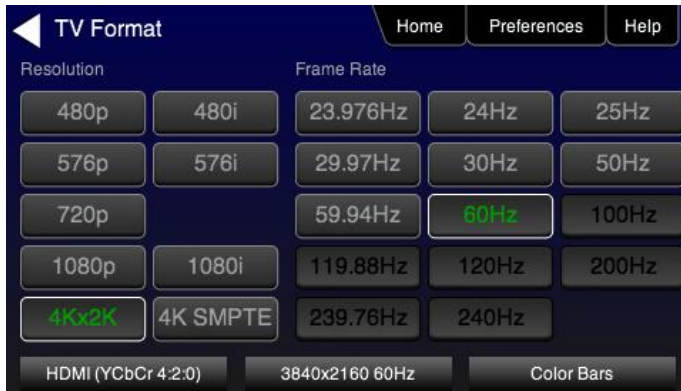 TV Format Home Preferences Help
Resolution Frame Rate
480p 480i 23.976Hz 24Hz 25Hz
576p 576i 29.97Hz 30Hz 50Hz
720p 59.94Hz 60Hz 100Hz
1080p 1080i 119.88Hz 120Hz 200Hz
4Kx2K 4K SMPTE 239.76Hz 240Hz
HDMI (YCbCr 4:2:0) 3840x2160 60Hz Color Bars